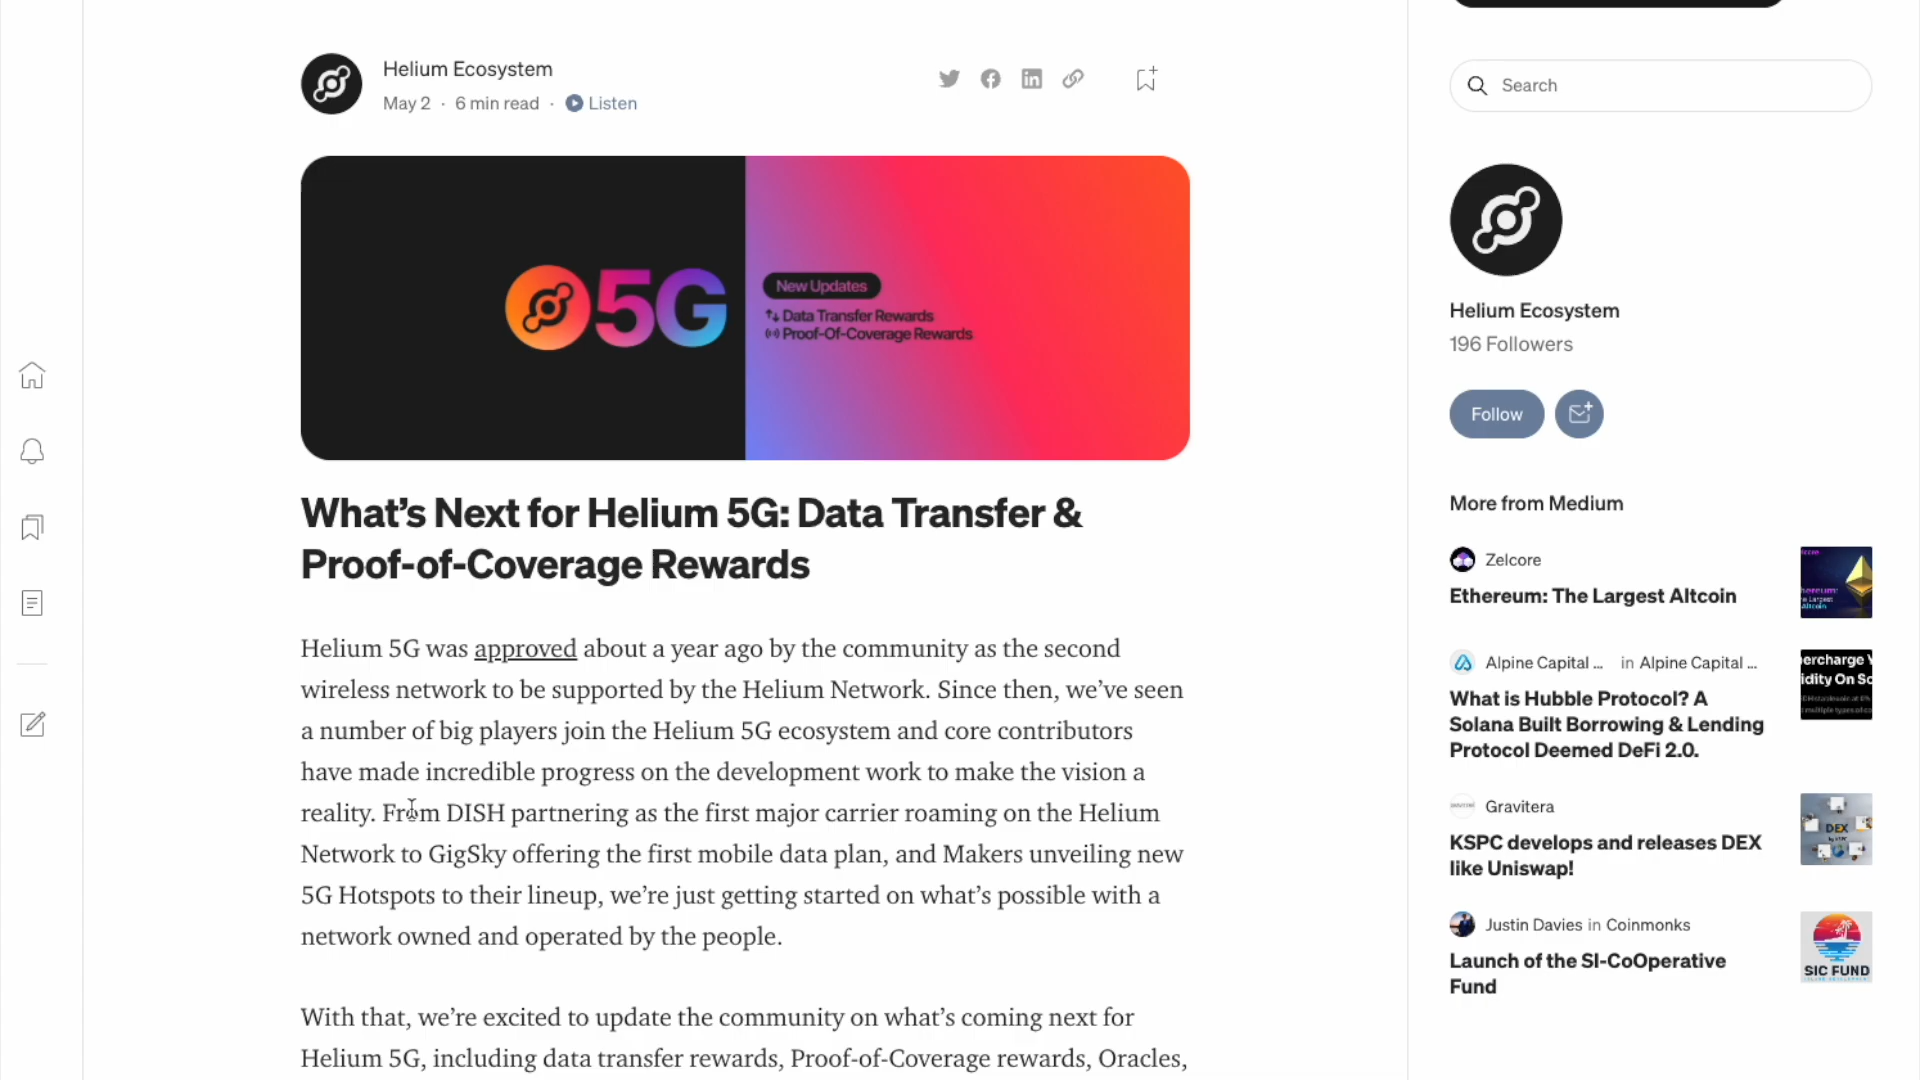 Helium Ecosystem
May 2 · 6 min read · Listen
5G
New Updates
Data Transfer Rewards
Proof-Of-Coverage Rewards
What’s Next for Helium 5G: Data Transfer &
Proof-of-Coverage Rewards
Helium 5G was approved about a year ago by the community as the second
wireless network to be supported by the Helium Network. Since then, we’ve seen
a number of big players join the Helium 5G ecosystem and core contributors
have made incredible progress on the development work to make the vision a
reality. From DISH partnering as the first major carrier roaming on the Helium
Network to GigSky offering the first mobile data plan, and Makers unveiling new
5G Hotspots to their lineup, we’re just getting started on what’s possible with a
network owned and operated by the people.
With that, we’re excited to update the community on what’s coming next for
Helium 5G, including data transfer rewards, Proof-of-Coverage rewards, Oracles,
Search
Helium Ecosystem
196 Followers
Follow
More from Medium
Zelcore
Ethereum: The Largest Altcoin
Alpine Capital ... in Alpine Capital ...
What is Hubble Protocol? A
Solana Built Borrowing & Lending
Protocol Deemed DeFi 2.0.
Gravitera
KSPC develops and releases DEX
like Uniswap!
DEX
Justin Davies in Coinmonks
Launch of the SI-CoOperative
Fund
SIC FUND